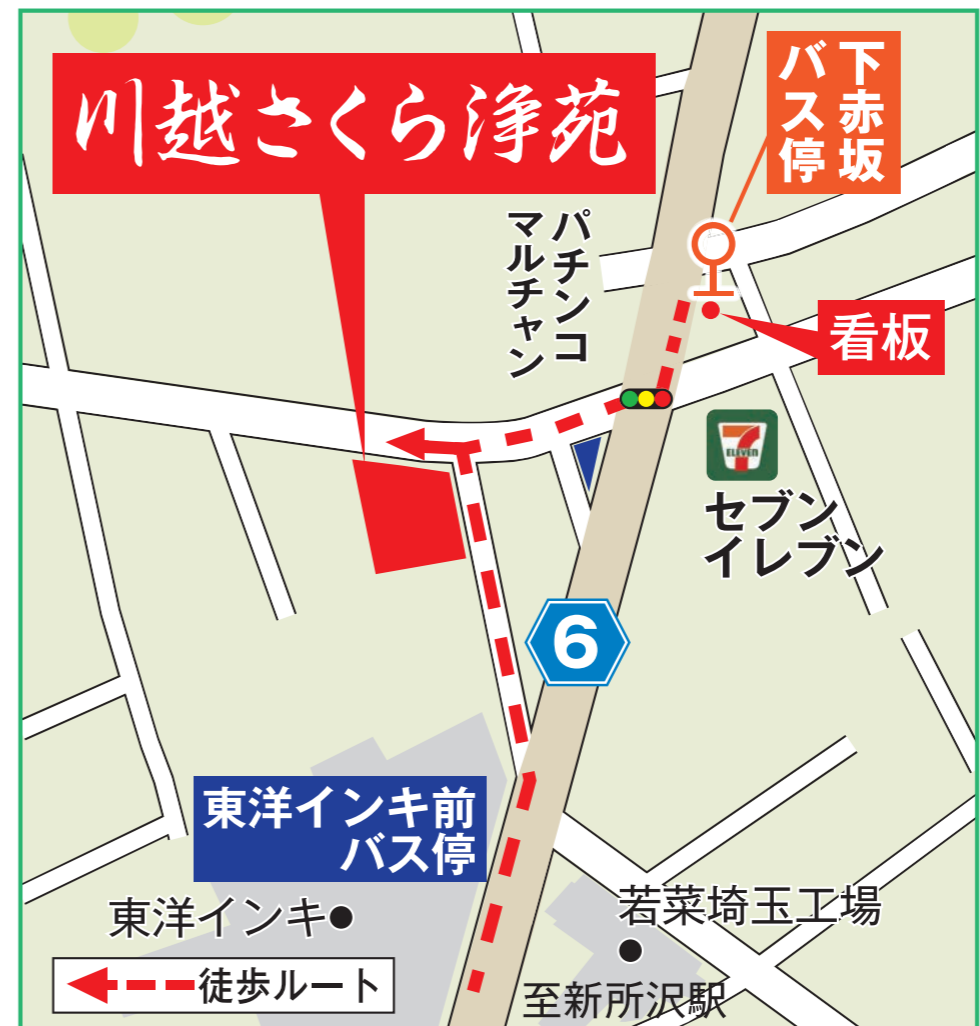 川越さくら浄苑
下赤坂
バス停
パチンコ
マルチャン
看板
ELEVEN
セブン
イレブン
6
東洋インキ前
バス停
東洋インキ
若菜埼玉工場
徒歩ルート
至新所沢駅